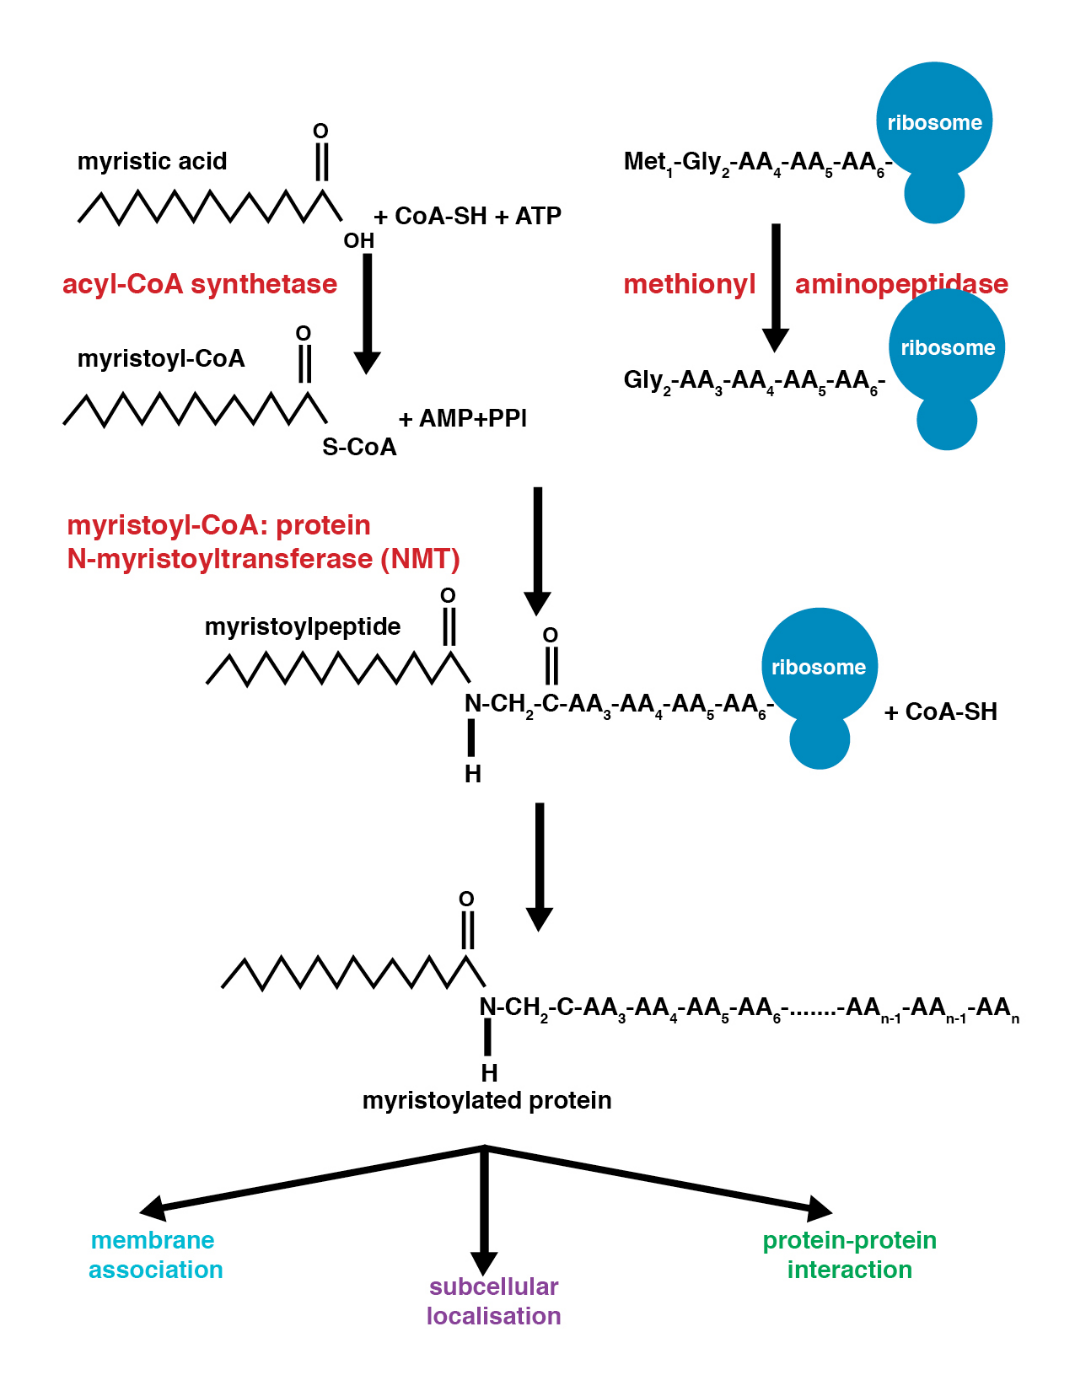 O
myristic acid
+ CoA-SH + ATP
OH
acyl-CoA synthetase
O
myristoyl-CoA
+ AMP+PPI
S-CoA
ribosome
Met1-Gly2-AA4-AA5-AA6-
methionyl aminopeptidase
ribosome
Gly2-AA3-AA4-AA5-AA6-
myristoyl-CoA: protein
N-myristoyltransferase (NMT)
O
myristoylpeptide
O
ribosome
N-CH2-C-AA3-AA4-AA5-AA6-
+ CoA-SH
H
O
N-CH2-C-AA3-AA4-AA5-AA6-.......-AAn-1-AAn-1-AAn
H
myristoylated protein
membrane
association
subcellular
localisation
protein-protein
interaction